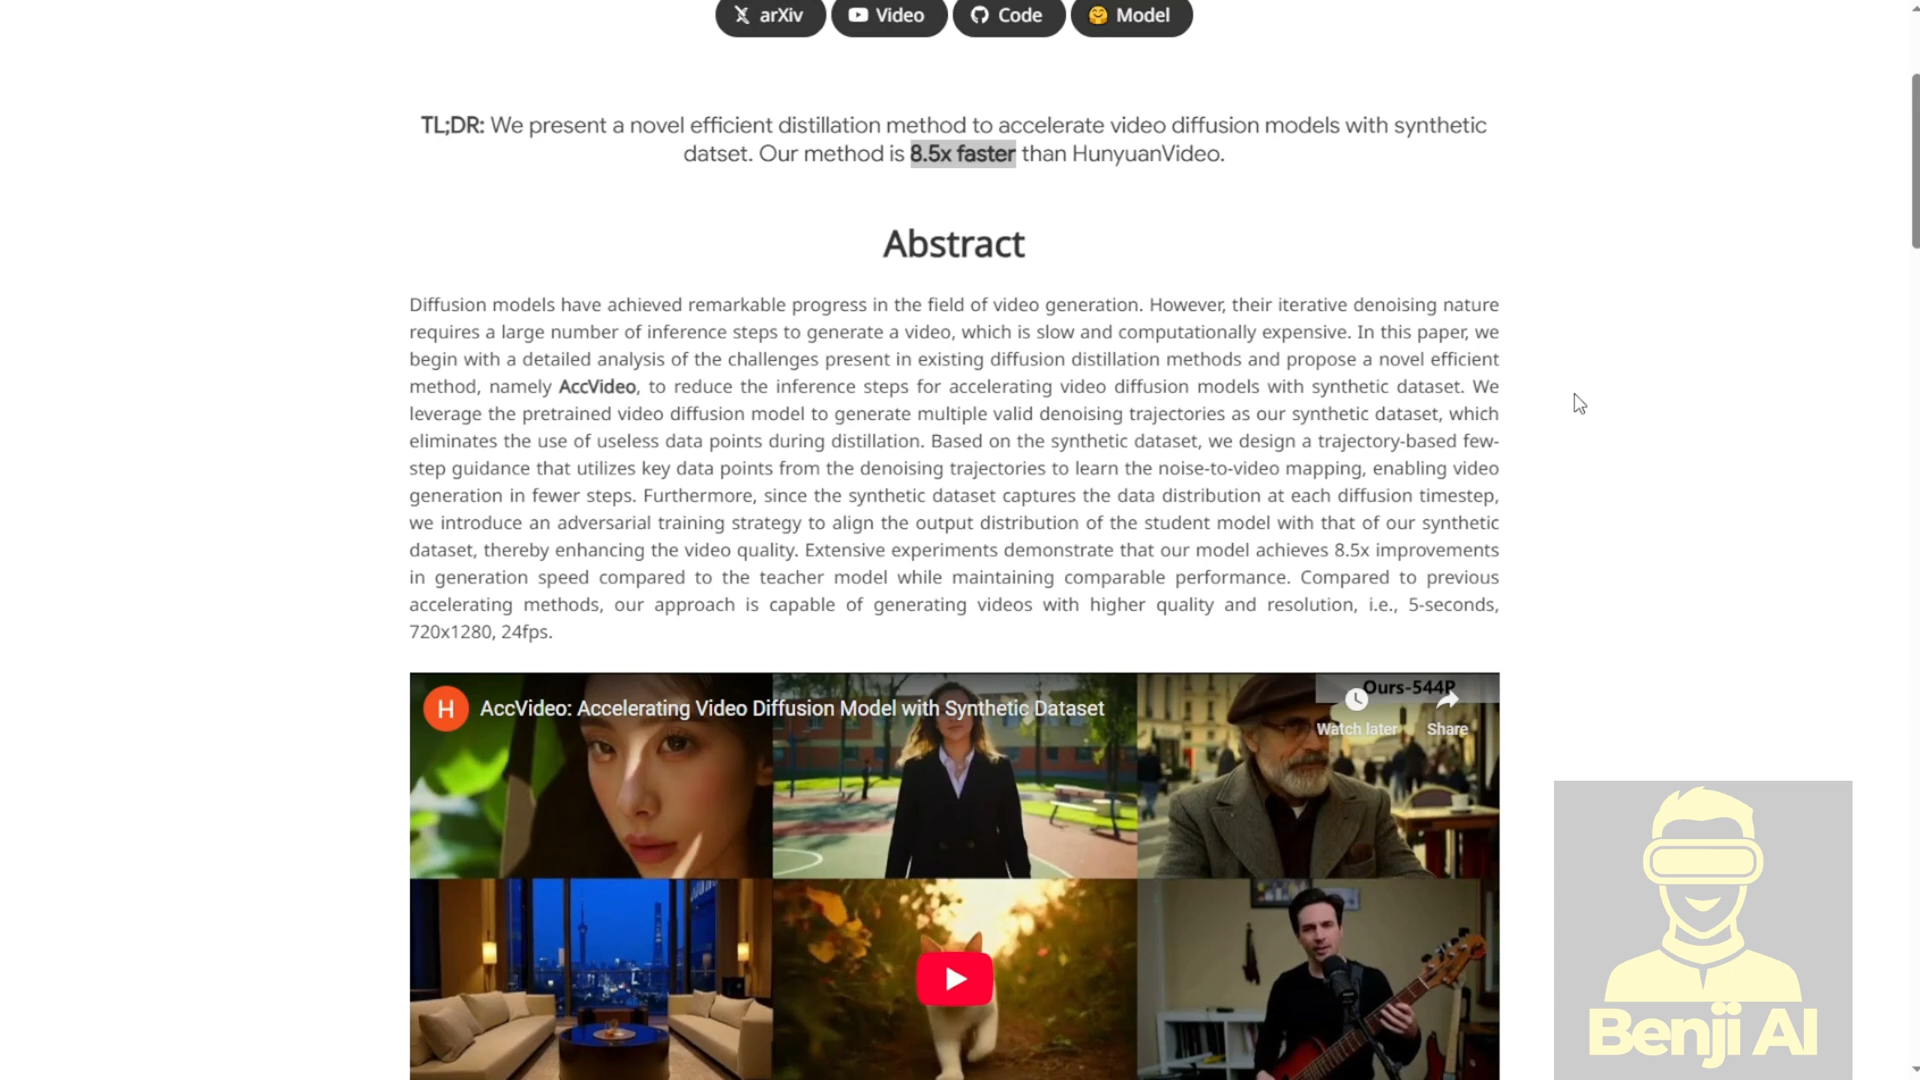 arXiv Video Code Model
TL;DR: We present a novel efficient distillation method to accelerate video diffusion models with synthetic
datset. Our method is 8.5x faster than HunyuanVideo.
Abstract
Diffusion models have achieved remarkable progress in the field of video generation. However, their iterative denoising nature
requires a large number of inference steps to generate a video, which is slow and computationally expensive. In this paper, we
begin with a detailed analysis of the challenges present in existing diffusion distillation methods and propose a novel efficient
method, namely AccVideo, to reduce the inference steps for accelerating video diffusion models with synthetic dataset. We
leverage the pretrained video diffusion model to generate multiple valid denoising trajectories as our synthetic dataset, which
eliminates the use of useless data points during distillation. Based on the synthetic dataset, we design a trajectory-based few-
step guidance that utilizes key data points from the denoising trajectories to learn the noise-to-video mapping, enabling video
generation in fewer steps. Furthermore, since the synthetic dataset captures the data distribution at each diffusion timestep,
we introduce an adversarial training strategy to align the output distribution of the student model with that of our synthetic
dataset, thereby enhancing the video quality. Extensive experiments demonstrate that our model achieves 8.5x improvements
in generation speed compared to the teacher model while maintaining comparable performance. Compared to previous
accelerating methods, our approach is capable of generating videos with higher quality and resolution, i.e., 5-seconds,
720x1280, 24fps.
Ours-544P
H AccVideo: Accelerating Video Diffusion Model with Synthetic Dataset
Watch later Share
Benji AI